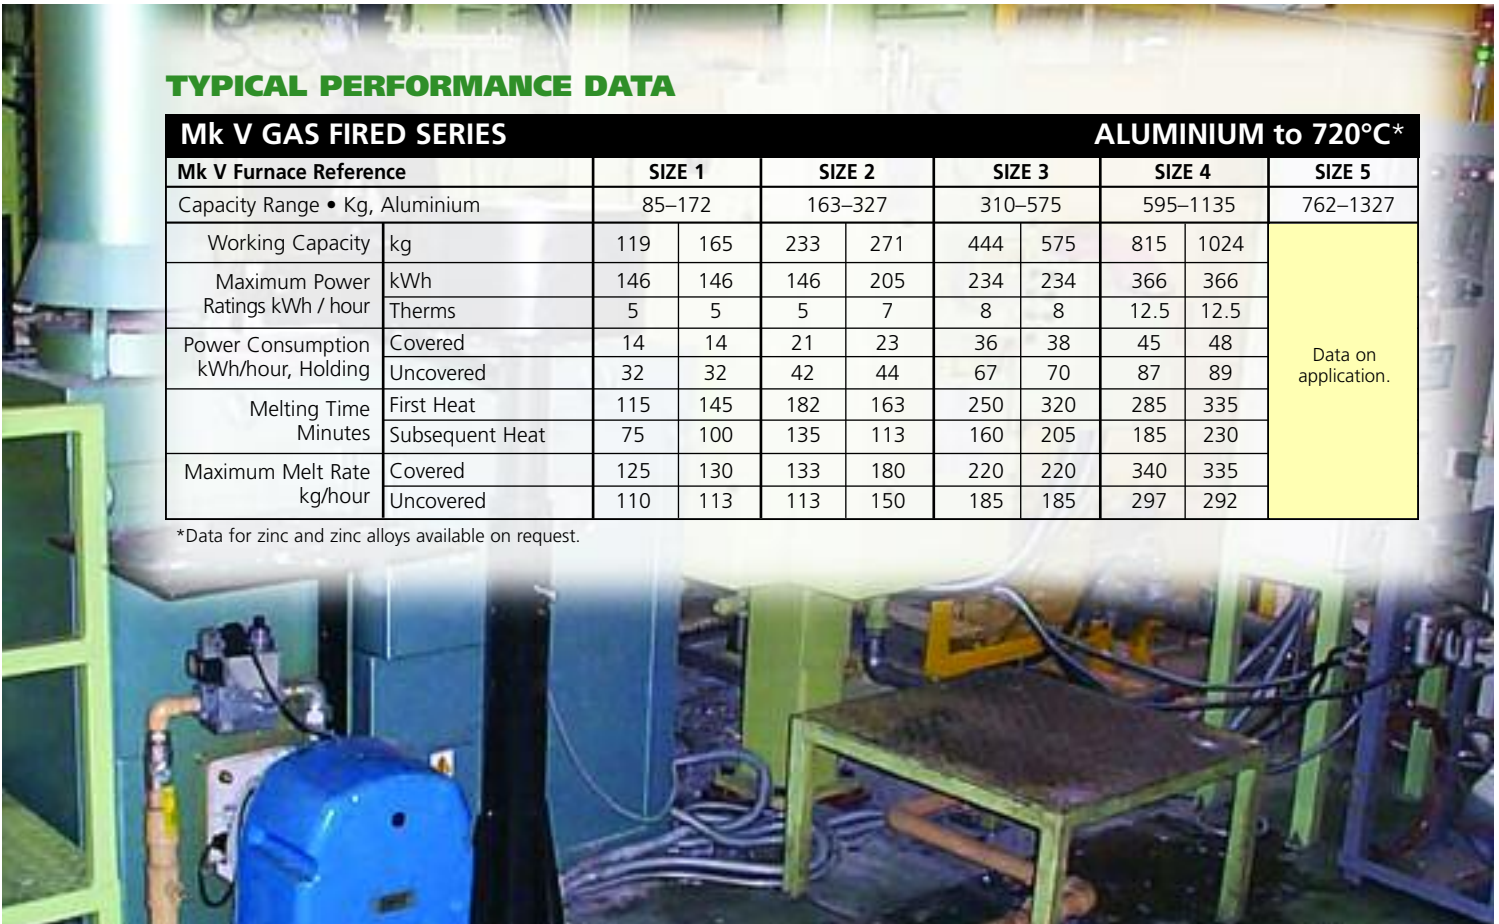 TYPICAL PERFORMANCE DATA
Mk V GAS FIRED SERIES ALUMINIUM to 720°C*
Mk V Furnace Reference SIZE 1 SIZE 2 SIZE 3 SIZE 4 SIZE 5
Capacity Range • Kg, Aluminium 85–172 163–327 310–575 595–1135 762–1327
Working Capacity kg 119 165 233 271 444 575 815 1024
Maximum Power kWh 146 146 146 205 234 234 366 366
Ratings kWh / hour Therms 5 5 5 7 8 8 12.5 12.5
Power Consumption Covered 14 14 21 23 36 38 45 48
Data on
kWh/hour, Holding Uncovered 32 32 42 44 67 70 87 89
application.
Melting Time First Heat 115 145 182 163 250 320 285 335
Minutes Subsequent Heat 75 100 135 113 160 205 185 230
Maximum Melt Rate Covered 125 130 133 180 220 220 340 335
kg/hour Uncovered 110 113 113 150 185 185 297 292
*Data for zinc and zinc alloys available on request.